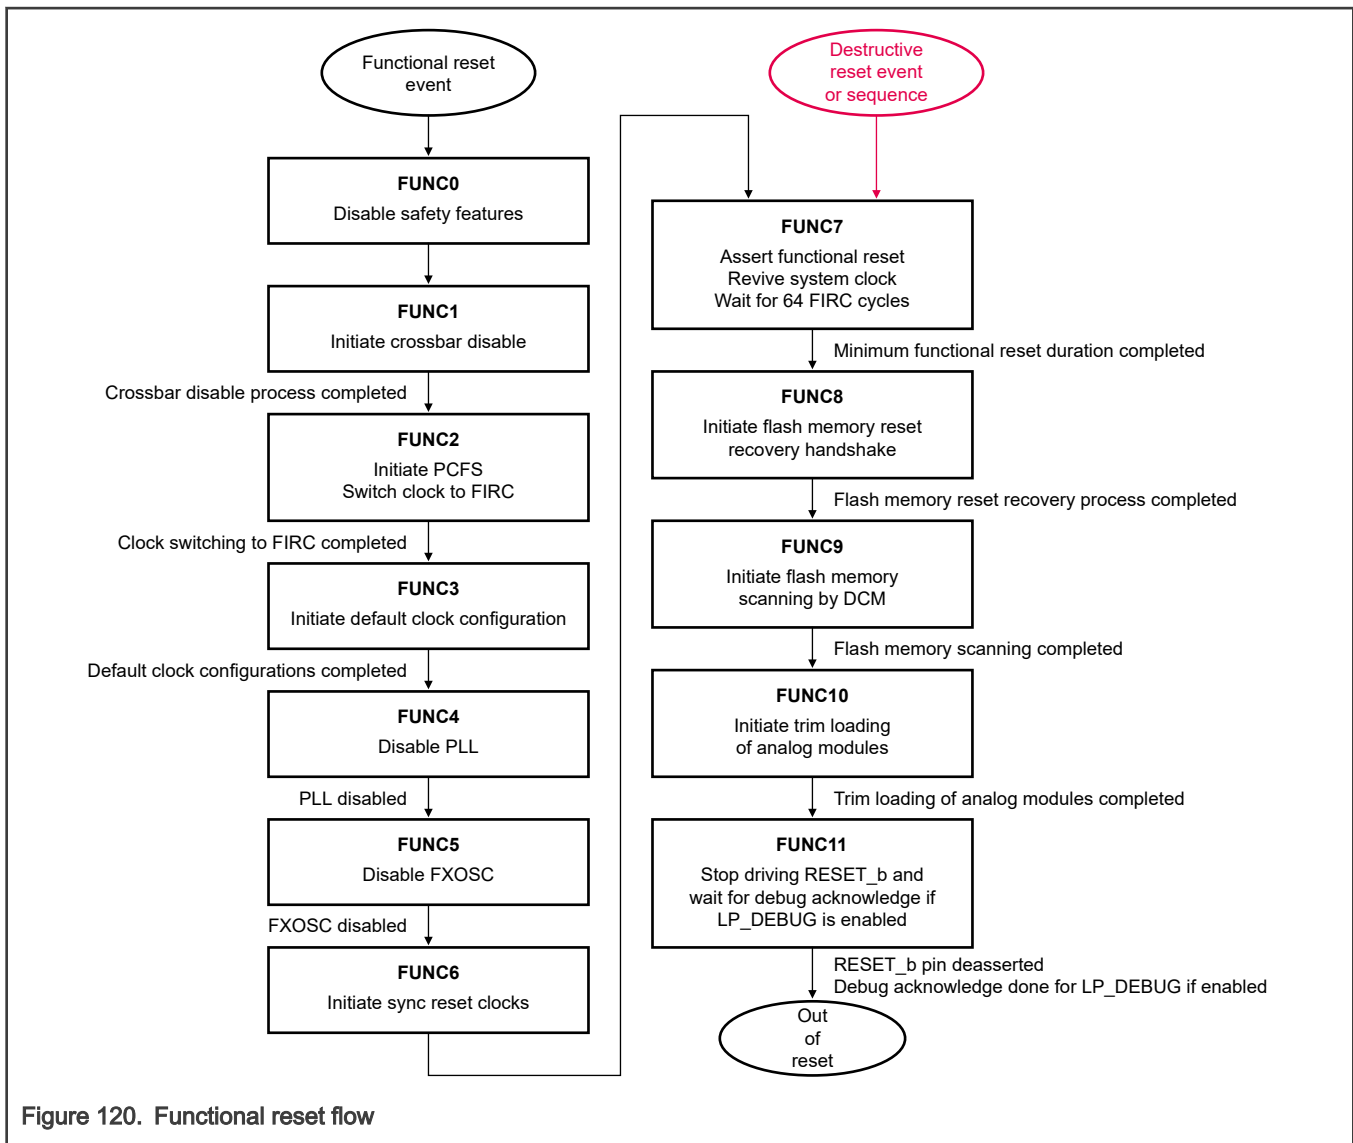 Functional reset
event
FUNC0
Disable safety features
FUNC1
Initiate crossbar disable
Crossbar disable process completed
FUNC2
Initiate PCFS
Switch clock to FIRC
Clock switching to FIRC completed
FUNC3
Initiate default clock configuration
Default clock configurations completed
FUNC4
Disable PLL
PLL disabled
FUNC5
Disable FXOSC
FXOSC disabled
FUNC6
Initiate sync reset clocks
Destructive
reset event
or sequence
FUNC7
Assert functional reset
Revive system clock
Wait for 64 FIRC cycles
Minimum functional reset duration completed
FUNC8
Initiate flash memory reset
recovery handshake
Flash memory reset recovery process completed
FUNC9
Initiate flash memory
scanning by DCM
Flash memory scanning completed
FUNC10
Initiate trim loading
of analog modules
Trim loading of analog modules completed
FUNC11
Stop driving RESET_b and
wait for debug acknowledge if
LP_DEBUG is enabled
RESET_b pin deasserted
Debug acknowledge done for LP_DEBUG if enabled
Out
of
reset
Figure 120. Functional reset flow